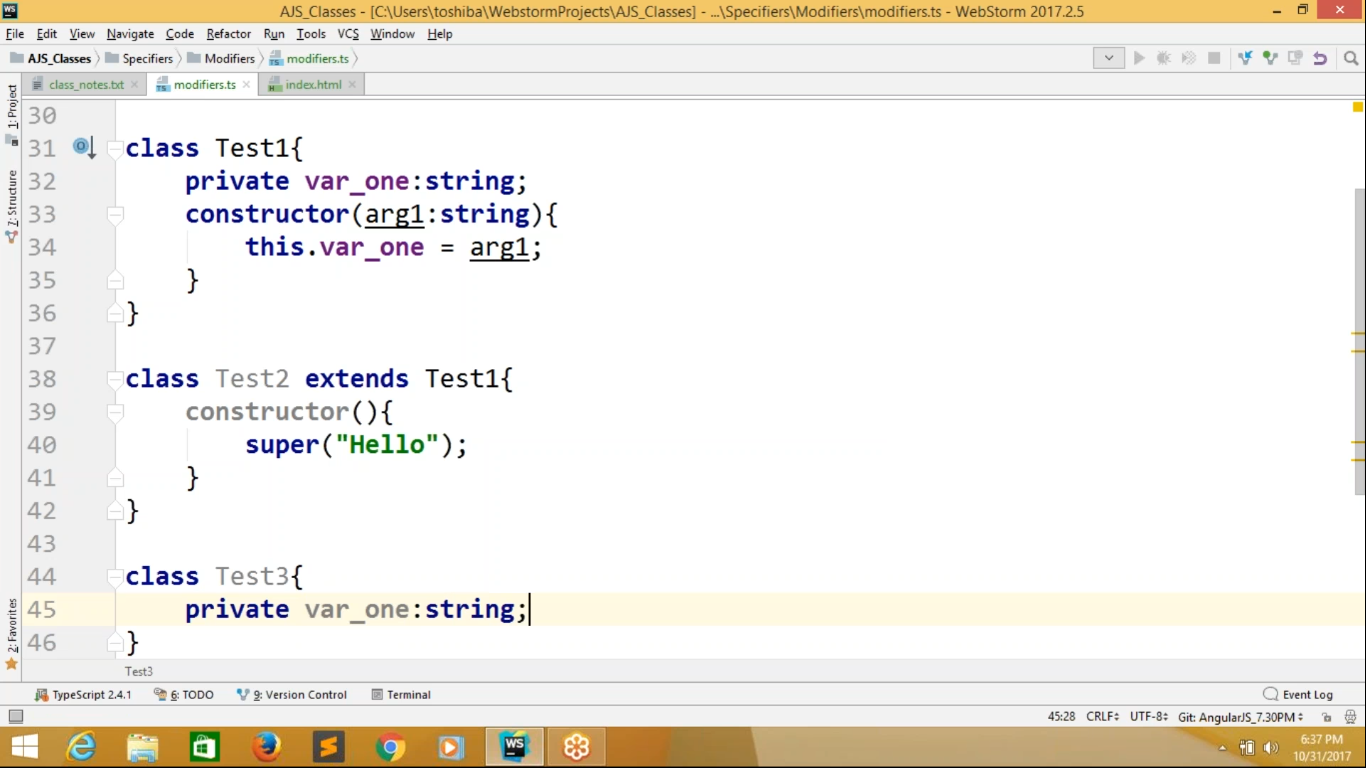 WS
AJS_Classes - [C:\Users\toshiba\WebstormProjects\AJS_Classes] - ...\Specifiers\Modifiers\modifiers.ts - WebStorm 2017.2.5
File Edit View Navigate Code Refactor Run Tools VCS Window Help
AJS_Classes Specifiers Modifiers modifiers.ts
class_notes.txt modifiers.ts index.html
1: Project
7: Structure
2: Favorites
30
31 class Test1{
32 private var_one:string;
33 constructor(arg1:string){
34 this.var_one = arg1;
35 }
36 }
37
38 class Test2 extends Test1{
39 constructor(){
40 super("Hello");
41 }
42 }
43
44 class Test3{
45 private var_one:string;
46 }
Test3
TypeScript 2.4.1 6: TODO 9: Version Control Terminal Event Log
45:28 CRLF UTF-8 Git: AngularJS_7.30PM
WS
6:37 PM
10/31/2017